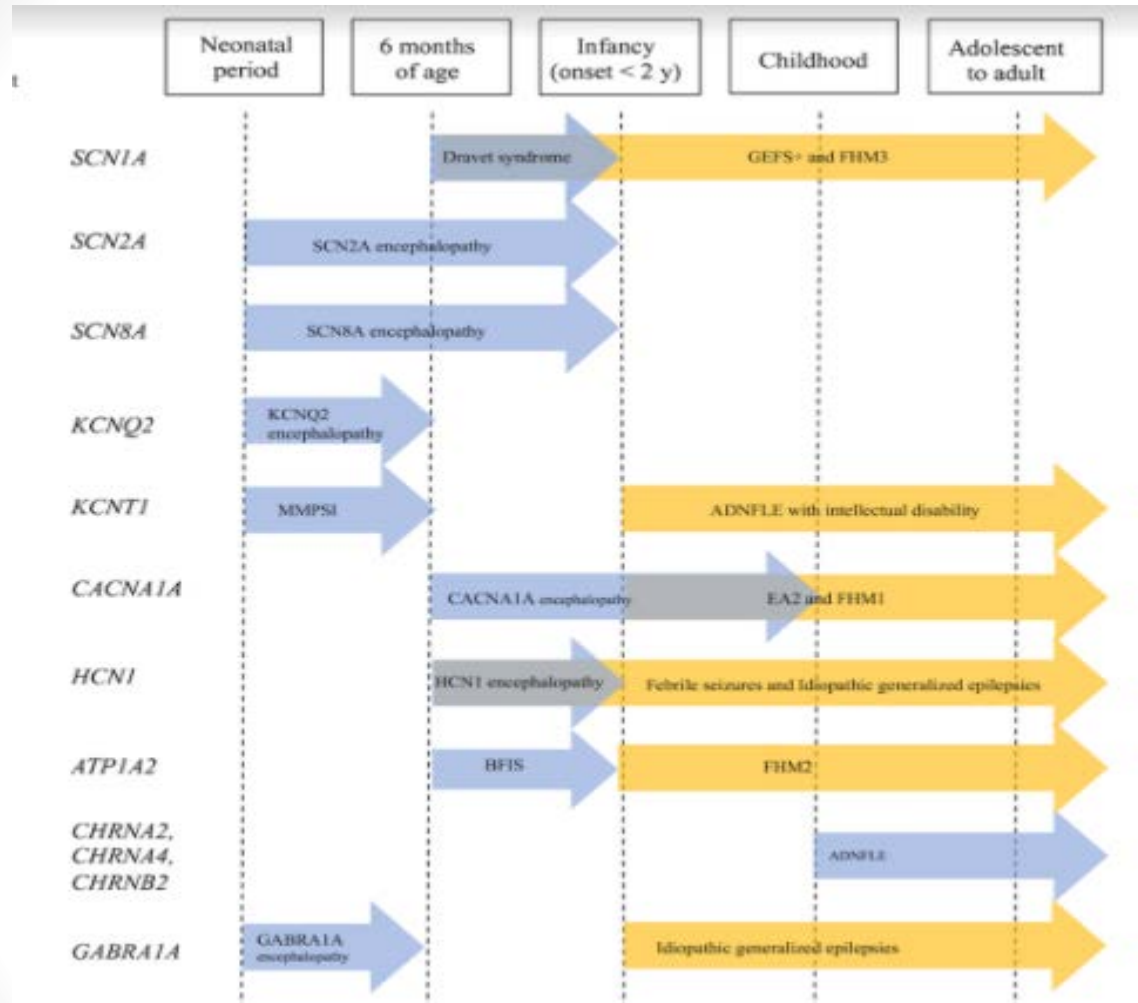 Neonatal
period
6 months
of age
Infancy
(onset < 2 y)
Childhood
Adolescent
to adult
t
SCN1A
Dravet syndrome
GEFS+ and FHM3
SCN2A
SCN2A encephalopathy
SCN8A
SCN8A encephalopathy
KCNQ2
KCNQ2
encephalopathy
KCNT1
MMPSI
ADNFLE with intellectual disability
CACNA1A
CACNA1A encephalopathy
EA2 and FHM1
HCN1
HCN1 encephalopathy
Febrile seizures and Idiopathic generalized epilepsies
ATP1A2
BFIS
FHM2
CHRNA2,
CHRNA4,
CHRNB2
ADNFLE
GABRA1A
GABRA1A
encephalopathy
Idiopathic generalized epilepsies